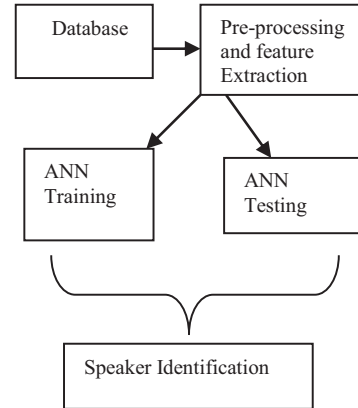 Database
Pre-processing
and feature
Extraction
ANN
Training
ANN
Testing
Speaker Identification